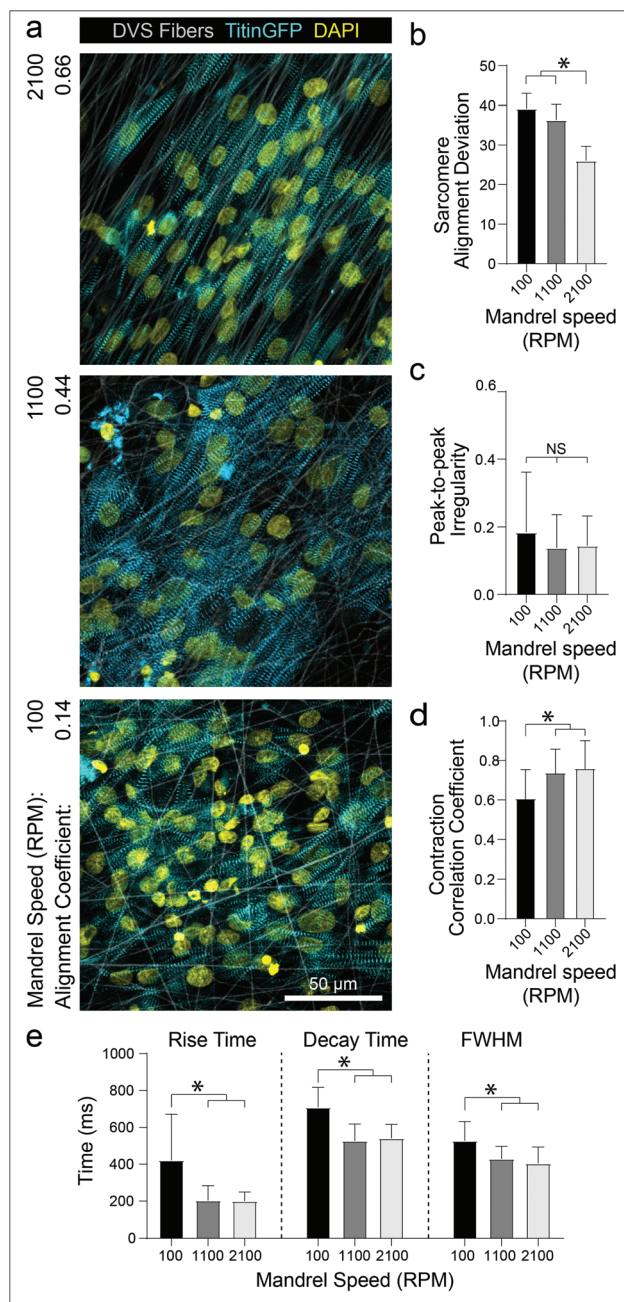 a
DVS Fibers TitinGFP DAPI
2100
0.66
1100
0.44
100
0.14
Mandrel Speed (RPM):
Alignment Coefficient:
50 µm
b
*
Sarcomere
Alignment Deviation
50
40
30
20
10
0
100
1100
2100
Mandrel speed
(RPM)
c
NS
Peak-to-peak
Irregularity
0.6
0.4
0.2
0.0
100
1100
2100
Mandrel speed
(RPM)
d
*
Contraction
Correlation Coefficient
1.0
0.8
0.6
0.4
0.2
0.0
100
1100
2100
Mandrel speed
(RPM)
e
Rise Time Decay Time FWHM
* * *
Time (ms)
1000
800
600
400
200
0
100 1100 2100 100 1100 2100 100 1100 2100
Mandrel Speed (RPM)